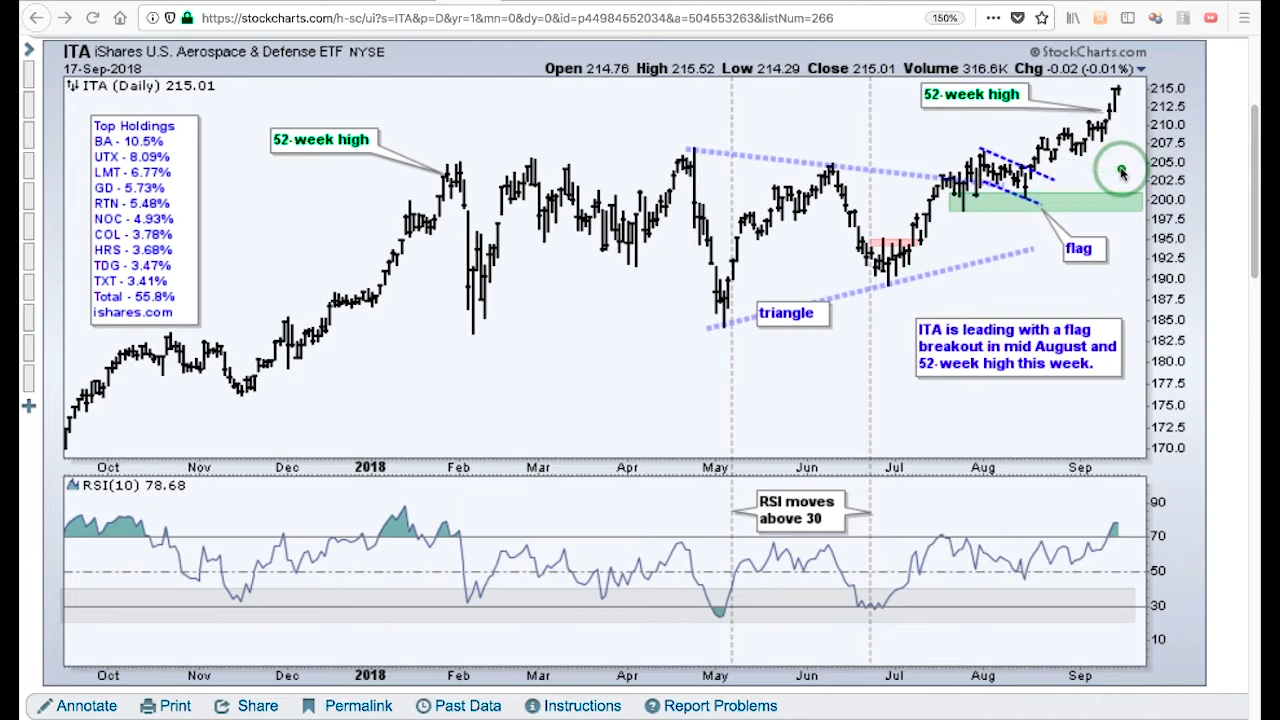 https://stockcharts.com/h-sc/ui?s=ITA&p=D&yr=1&mn=0&dy=0&id=p44984552034&a=504553263&listNum=266
150%
ITA iShares U.S. Aerospace & Defense ETF NYSE
© StockCharts.com
17-Sep-2018
Open 214.76 High 215.52 Low 214.29 Close 215.01 Volume 316.6K Chg -0.02 (-0.01%)
ITA (Daily) 215.01
Top Holdings
BA - 10.5%
UTX - 8.09%
LMT - 6.77%
GD - 5.73%
RTN - 5.48%
NOC - 4.93%
COL - 3.78%
HRS - 3.68%
TDG - 3.47%
TXT - 3.41%
Total - 55.8%
ishares.com
52-week high
52-week high
flag
triangle
ITA is leading with a flag
breakout in mid August and
52-week high this week.
215.0
212.5
210.0
207.5
205.0
202.5
200.0
197.5
195.0
192.5
190.0
187.5
185.0
182.5
180.0
177.5
175.0
172.5
170.0
Oct Nov Dec 2018 Feb Mar Apr May Jun Jul Aug Sep
RSI(10) 78.68
RSI moves
above 30
90
70
50
30
10
Oct Nov Dec 2018 Feb Mar Apr May Jun Jul Aug Sep
Annotate Print Share Permalink Past Data Instructions Report Problems